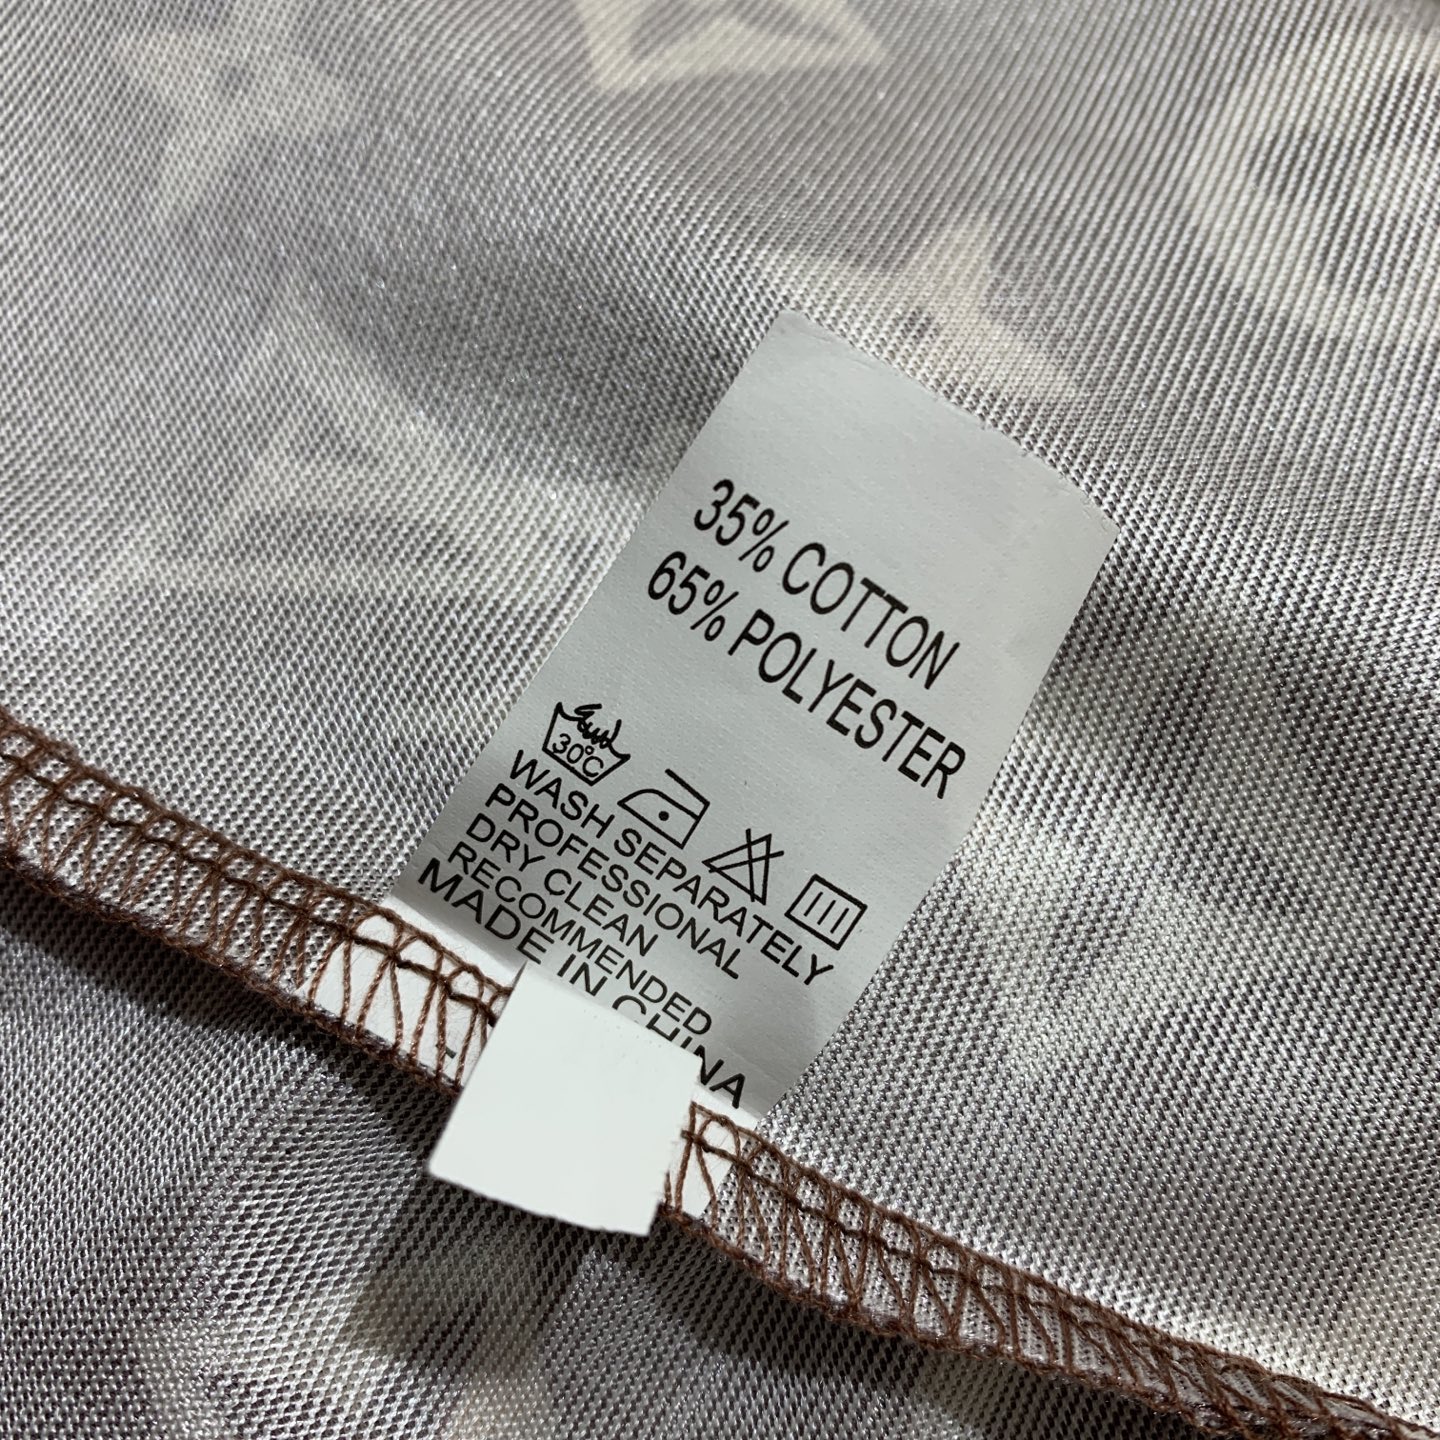 35% COTTON
65% POLYESTER
30°C
WASH SEPARATELY
PROFESSIONAL
DRY CLEAN
RECOMMENDED
MADE IN CHINA